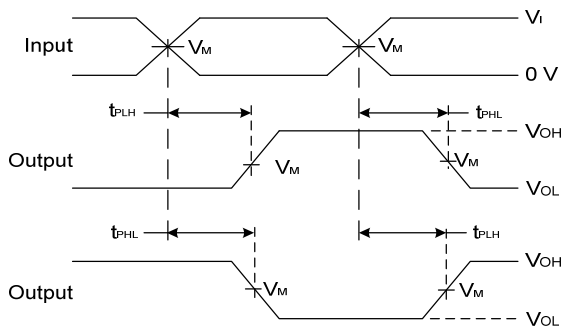 Input VM VM VI
0 V
tPLH tPHL
VOH
Output VM VM
VOL
tPHL tPLH
VOH
Output VM VM
VOL